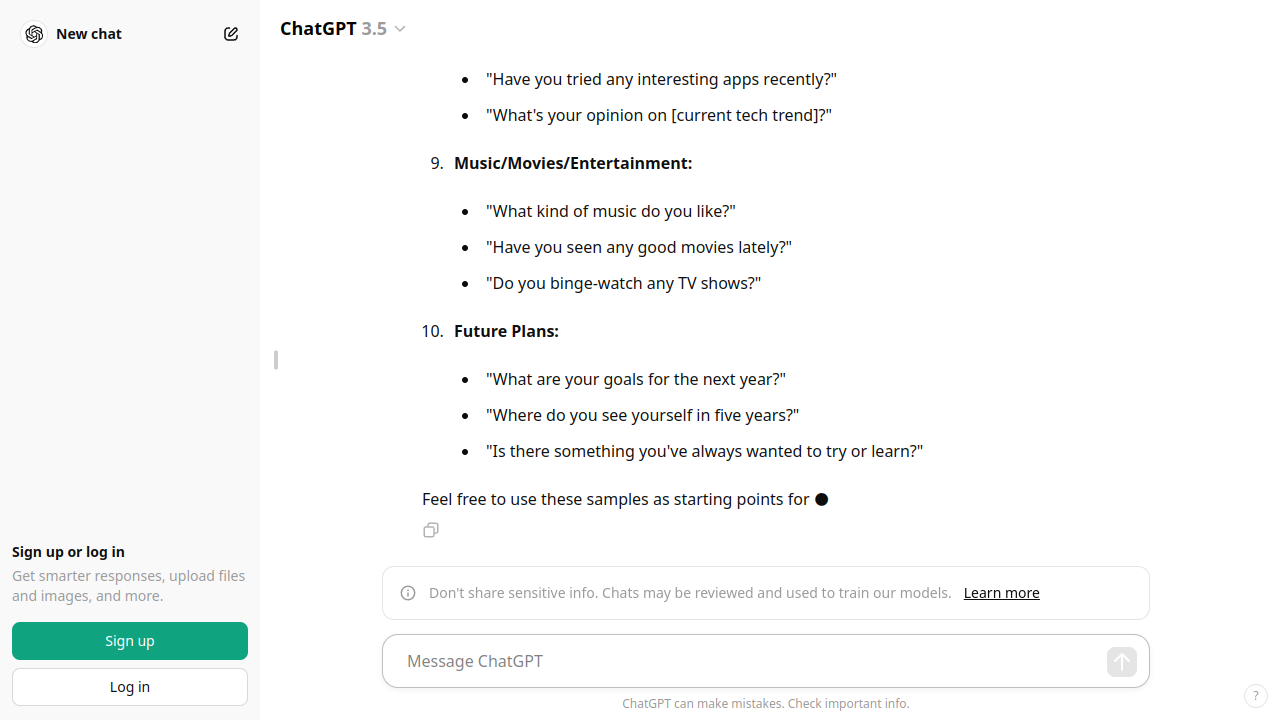 New chat
Sign up or log in
Get smarter responses, upload files
and images, and more.
Sign up
Log in
ChatGPT 3.5
• "Have you tried any interesting apps recently?"
• "What's your opinion on [current tech trend]?"
9. Music/Movies/Entertainment:
• "What kind of music do you like?"
• "Have you seen any good movies lately?"
• "Do you binge-watch any TV shows?"
10. Future Plans:
• "What are your goals for the next year?"
• "Where do you see yourself in five years?"
• "Is there something you've always wanted to try or learn?"
Feel free to use these samples as starting points for
Don't share sensitive info. Chats may be reviewed and used to train our models. Learn more
Message ChatGPT
ChatGPT can make mistakes. Check important info.
?